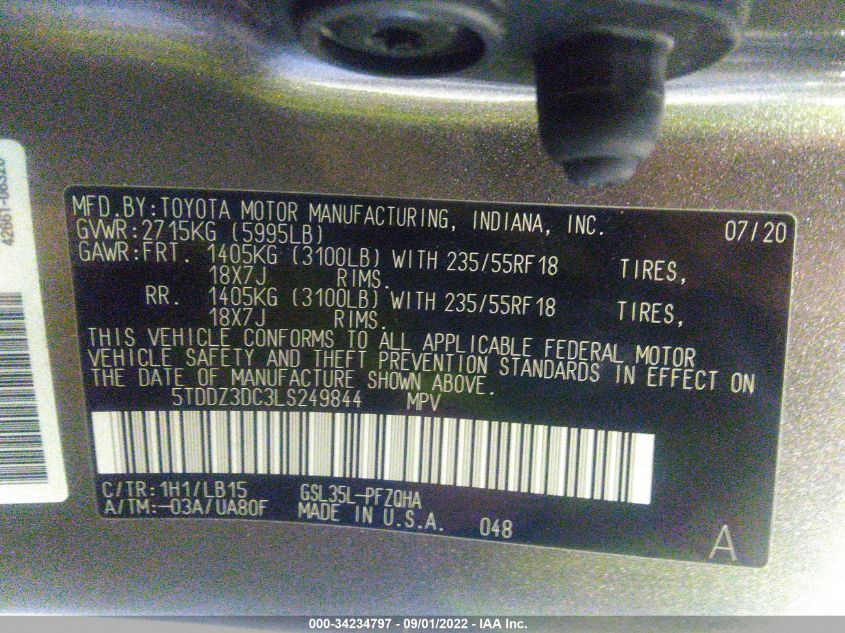 42661-08320
MFD.BY:TOYOTA MOTOR MANUFACTURING, INDIANA, INC. 07/20
GVWR:2715KG (5995LB)
GAWR:FRT. 1405KG (3100LB) WITH 235/55RF18 TIRES,
18X7J RIMS.
RR. 1405KG (3100LB) WITH 235/55RF18 TIRES,
18X7J RIMS.
THIS VEHICLE CONFORMS TO ALL APPLICABLE FEDERAL MOTOR
VEHICLE SAFETY AND THEFT PREVENTION STANDARDS IN EFFECT ON
THE DATE OF MANUFACTURE SHOWN ABOVE.
5TDDZ3DC3LS249844 MPV
C/TR:1H1/LB15 GSL35L-PFZQHA
A/TM:-03A/UA80F MADE IN U.S.A. 048
A
000-34234797 - 09/01/2022 - IAA Inc.